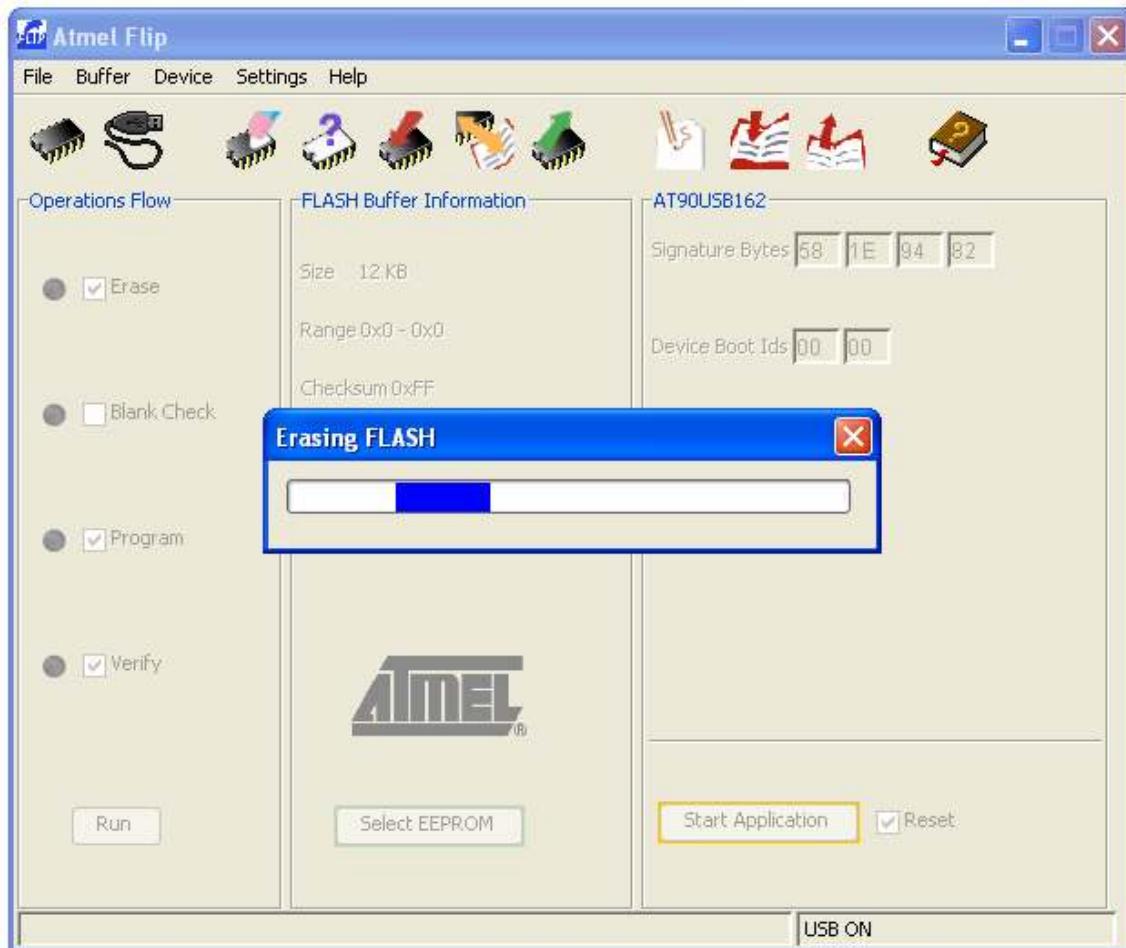 Atmel Flip
File Buffer Device Settings Help
Operations Flow
Erase
Blank Check
Program
Verify
Run
FLASH Buffer Information
Size 12 KB
Range 0x0 - 0x0
Checksum 0xFF
Erasing FLASH
ATMEL
®
Select EEPROM
AT90USB162
Signature Bytes 58 1E 94 82
Device Boot Ids 00 00
Start Application Reset
USB ON